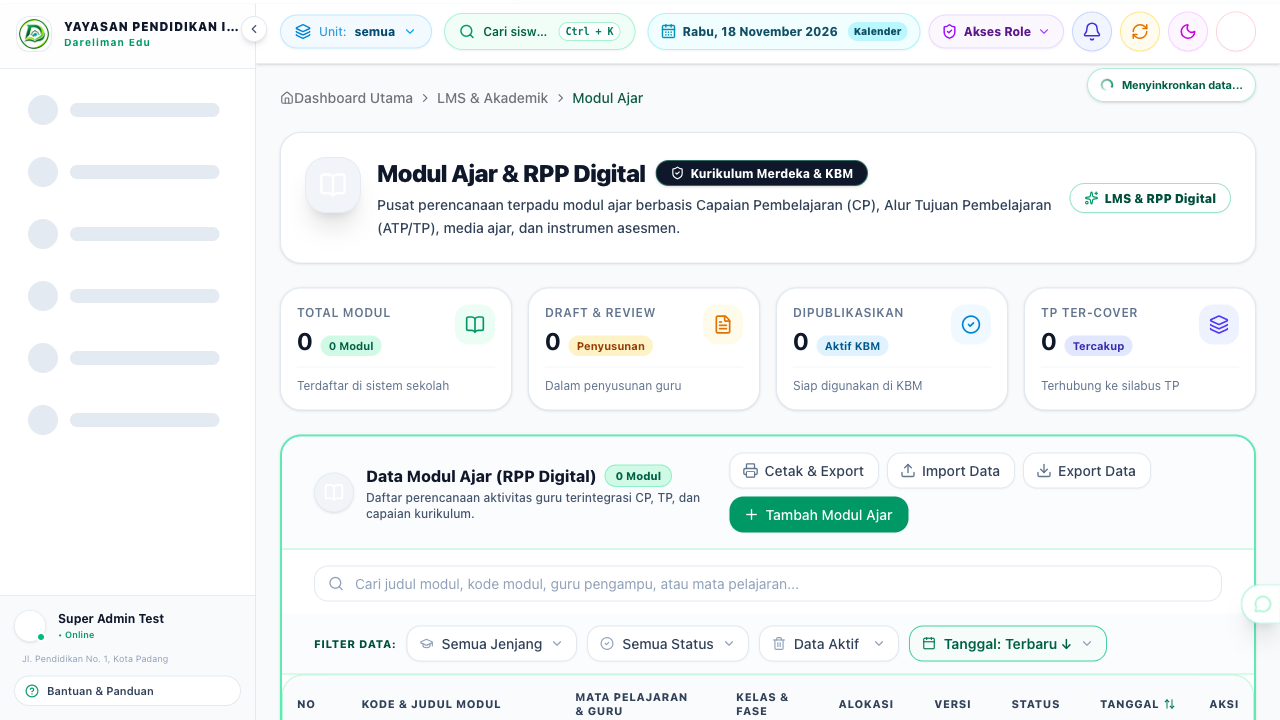 YAYASAN PENDIDIKAN I...
Dareliman Edu
Unit: semua
Cari sisw... Ctrl + K
Rabu, 18 November 2026 Kalender
Akses Role
Dashboard Utama > LMS & Akademik > Modul Ajar
Menyinkronkan data...
Modul Ajar & RPP Digital
Kurikulum Merdeka & KBM
Pusat perencanaan terpadu modul ajar berbasis Capaian Pembelajaran (CP), Alur Tujuan Pembelajaran
(ATP/TP), media ajar, dan instrumen asesmen.
LMS & RPP Digital
TOTAL MODUL
0 0 Modul
Terdaftar di sistem sekolah
DRAFT & REVIEW
0 Penyusunan
Dalam penyusunan guru
DIPUBLIKASIKAN
0 Aktif KBM
Siap digunakan di KBM
TP TER-COVER
0 Tercakup
Terhubung ke silabus TP
Data Modul Ajar (RPP Digital) 0 Modul
Daftar perencanaan aktivitas guru terintegrasi CP, TP, dan
capaian kurikulum.
Cetak & Export
Import Data
Export Data
+ Tambah Modul Ajar
Cari judul modul, kode modul, guru pengampu, atau mata pelajaran...
FILTER DATA: Semua Jenjang Semua Status Data Aktif Tanggal: Terbaru ↓
NO KODE & JUDUL MODUL MATA PELAJARAN & GURU KELAS & FASE ALOKASI VERSI STATUS TANGGAL ⇅ AKSI
Super Admin Test
• Online
Jl. Pendidikan No. 1, Kota Padang
Bantuan & Panduan